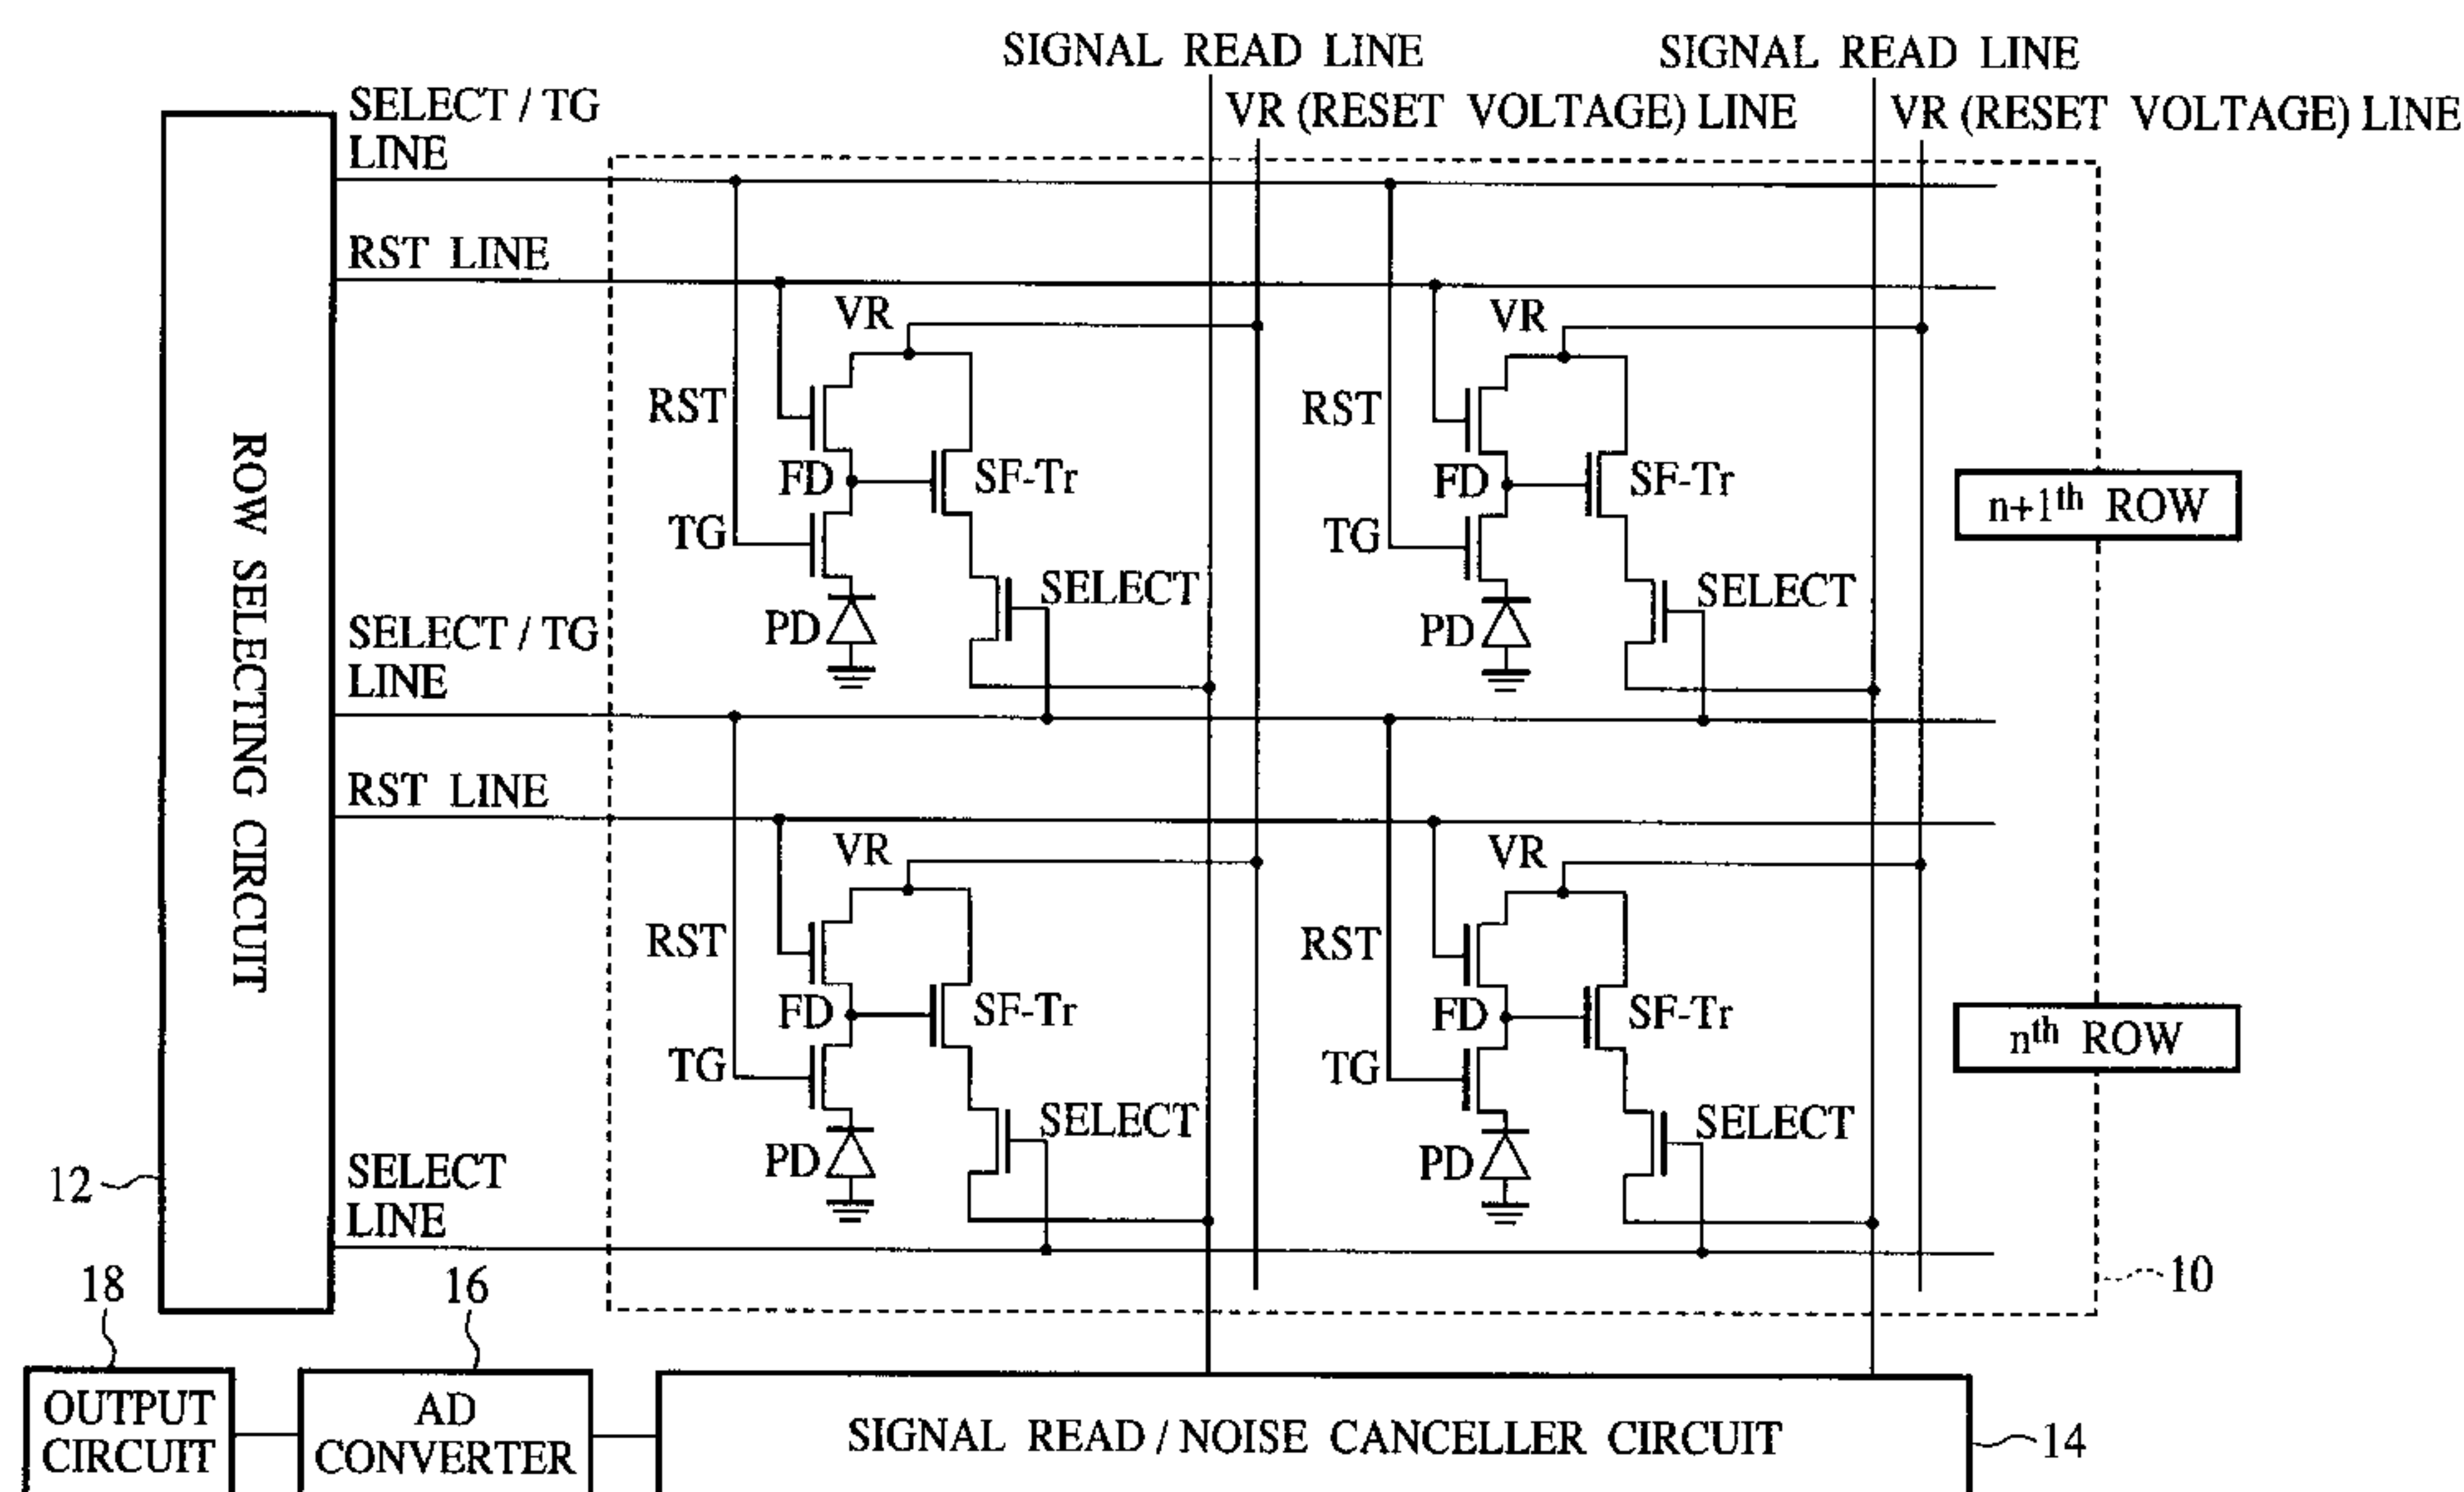 SIGNAL READ LINE
SIGNAL READ LINE
VR (RESET VOLTAGE) LINE
VR (RESET VOLTAGE) LINE
SELECT / TG
LINE
RST LINE
VR
VR
RST
RST
FD
SF-Tr
FD
SF-Tr
n+1th ROW
TG
TG
SELECT
SELECT
PD
PD
ROW SELECTING CIRCUIT
SELECT / TG
LINE
RST LINE
VR
VR
RST
RST
FD
SF-Tr
FD
SF-Tr
nth ROW
TG
TG
SELECT
SELECT
PD
PD
12
SELECT
LINE
10
18
16
OUTPUT
CIRCUIT
AD
CONVERTER
SIGNAL READ / NOISE CANCELLER CIRCUIT
14